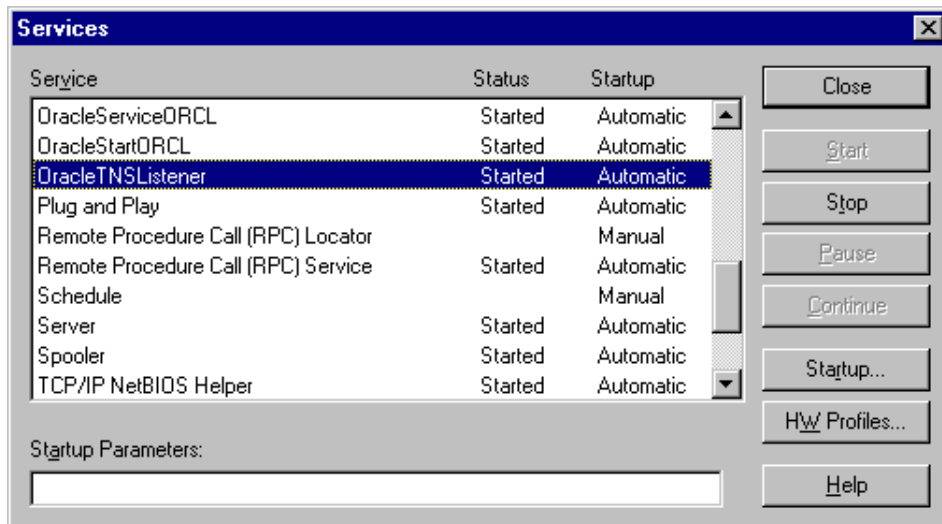 Services
Service Status Startup
OracleServiceORCL Started Automatic
OracleStartORCL Started Automatic
OracleTNSListener Started Automatic
Plug and Play Started Automatic
Remote Procedure Call (RPC) Locator Manual
Remote Procedure Call (RPC) Service Started Automatic
Schedule Manual
Server Started Automatic
Spooler Started Automatic
TCP/IP NetBIOS Helper Started Automatic
Startup Parameters:
Close
Start
Stop
Pause
Continue
Startup...
HW Profiles...
Help